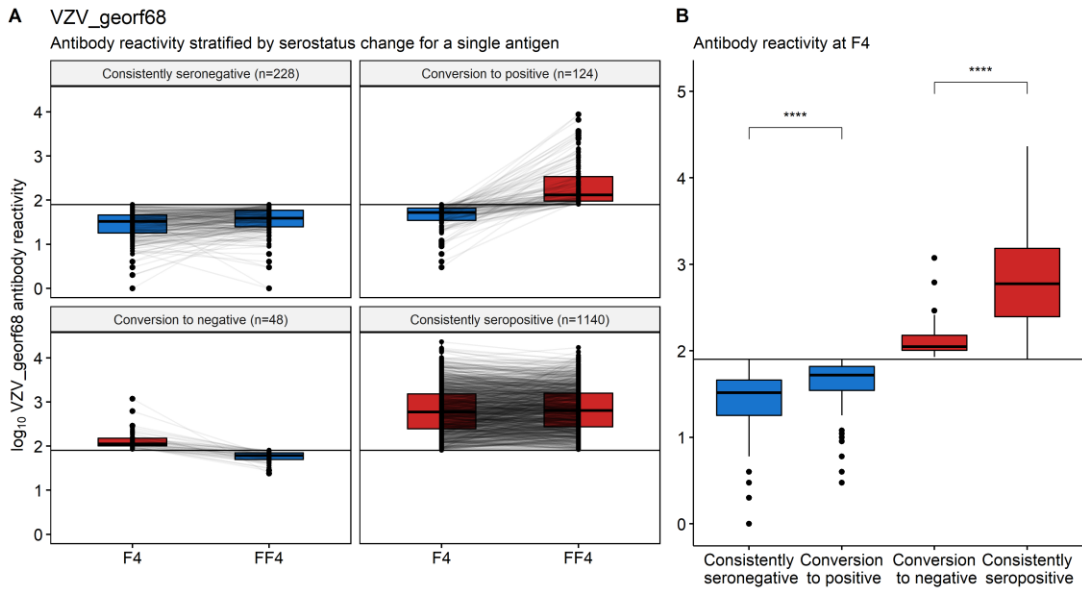 A
VZV_georf68
Antibody reactivity stratified by serostatus change for a single antigen
Consistently seronegative (n=228)
Conversion to positive (n=124)
4
3
2
1
0
Conversion to negative (n=48)
Consistently seropositive (n=1140)
4
3
2
1
0
log₁₀ VZV_georf68 antibody reactivity
F4
FF4
F4
FF4
B
Antibody reactivity at F4
5
4
3
2
1
0
****
****
Consistently
seronegative
Conversion
to positive
Conversion
to negative
Consistently
seropositive